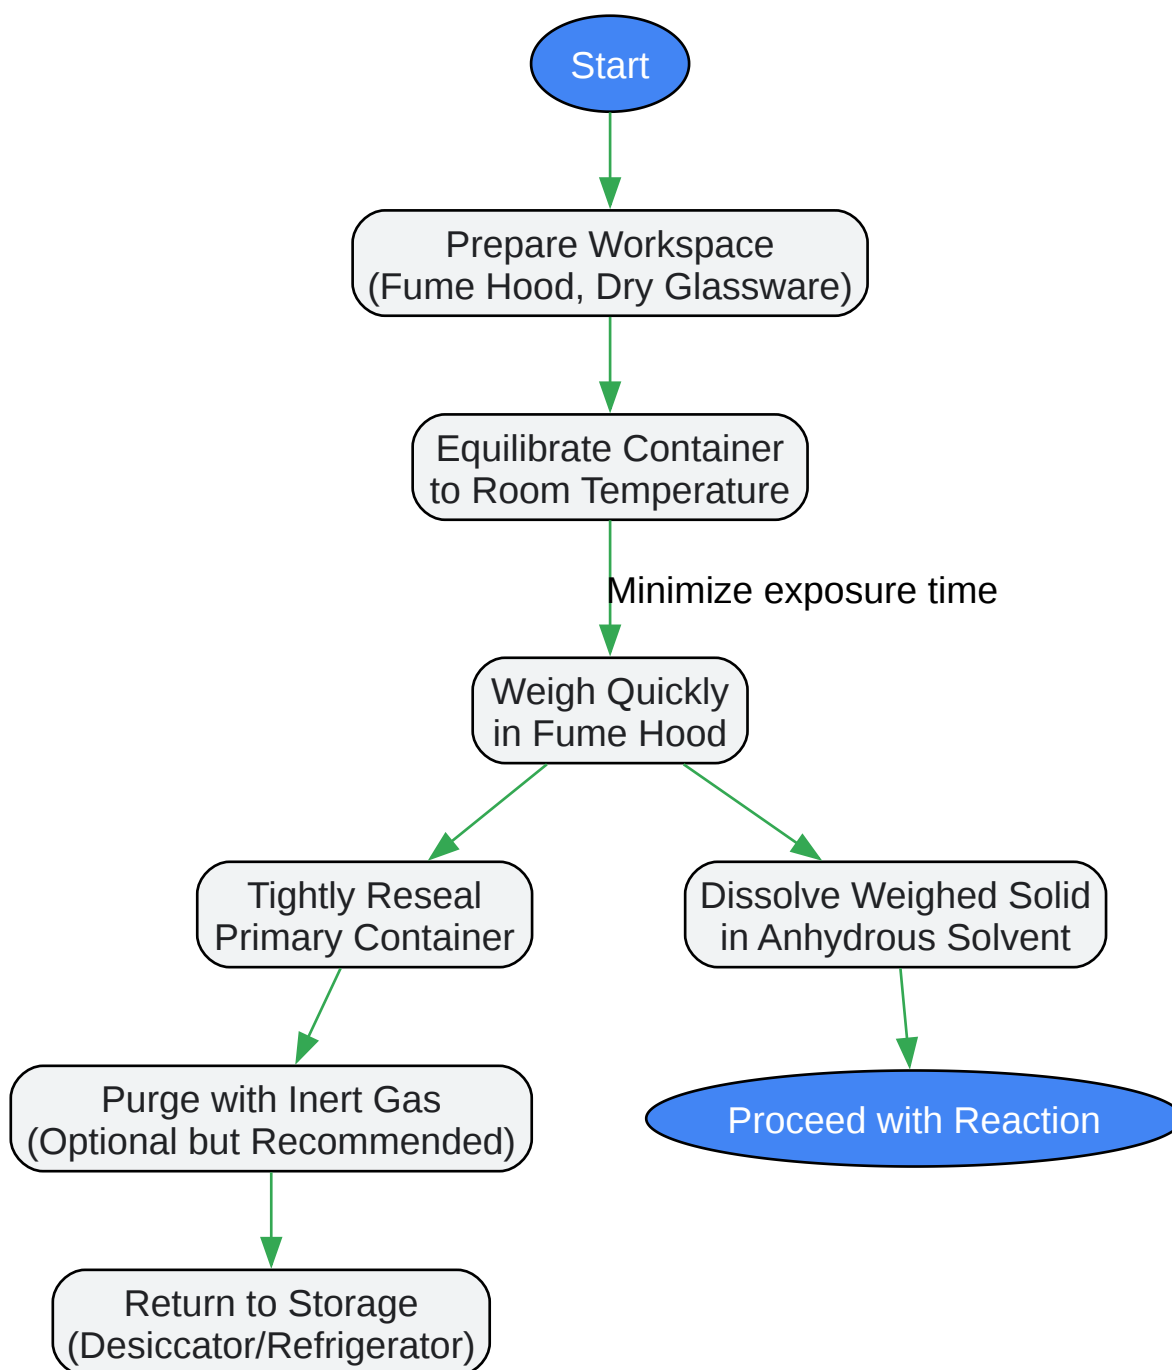 Start
Prepare Workspace
(Fume Hood, Dry Glassware)
Equilibrate Container
to Room Temperature
Minimize exposure time
Weigh Quickly
in Fume Hood
Tightly Reseal
Primary Container
Dissolve Weighed Solid
in Anhydrous Solvent
Purge with Inert Gas
(Optional but Recommended)
Proceed with Reaction
Return to Storage
(Desiccator/Refrigerator)